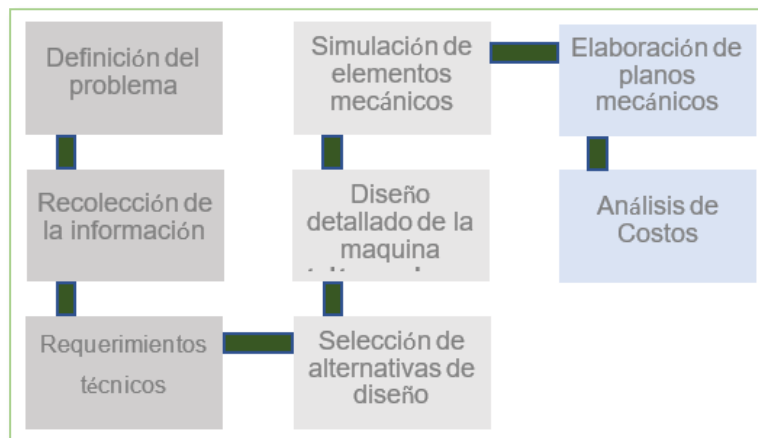 Definición del
problema
Recolección de
la información
Requerimientos
técnicos
Selección de
alternativas de
diseño
Diseño
detallado de la
maquina
Simulación de
elementos
mecánicos
Elaboración de
planos
mecánicos
Análisis de
Costos